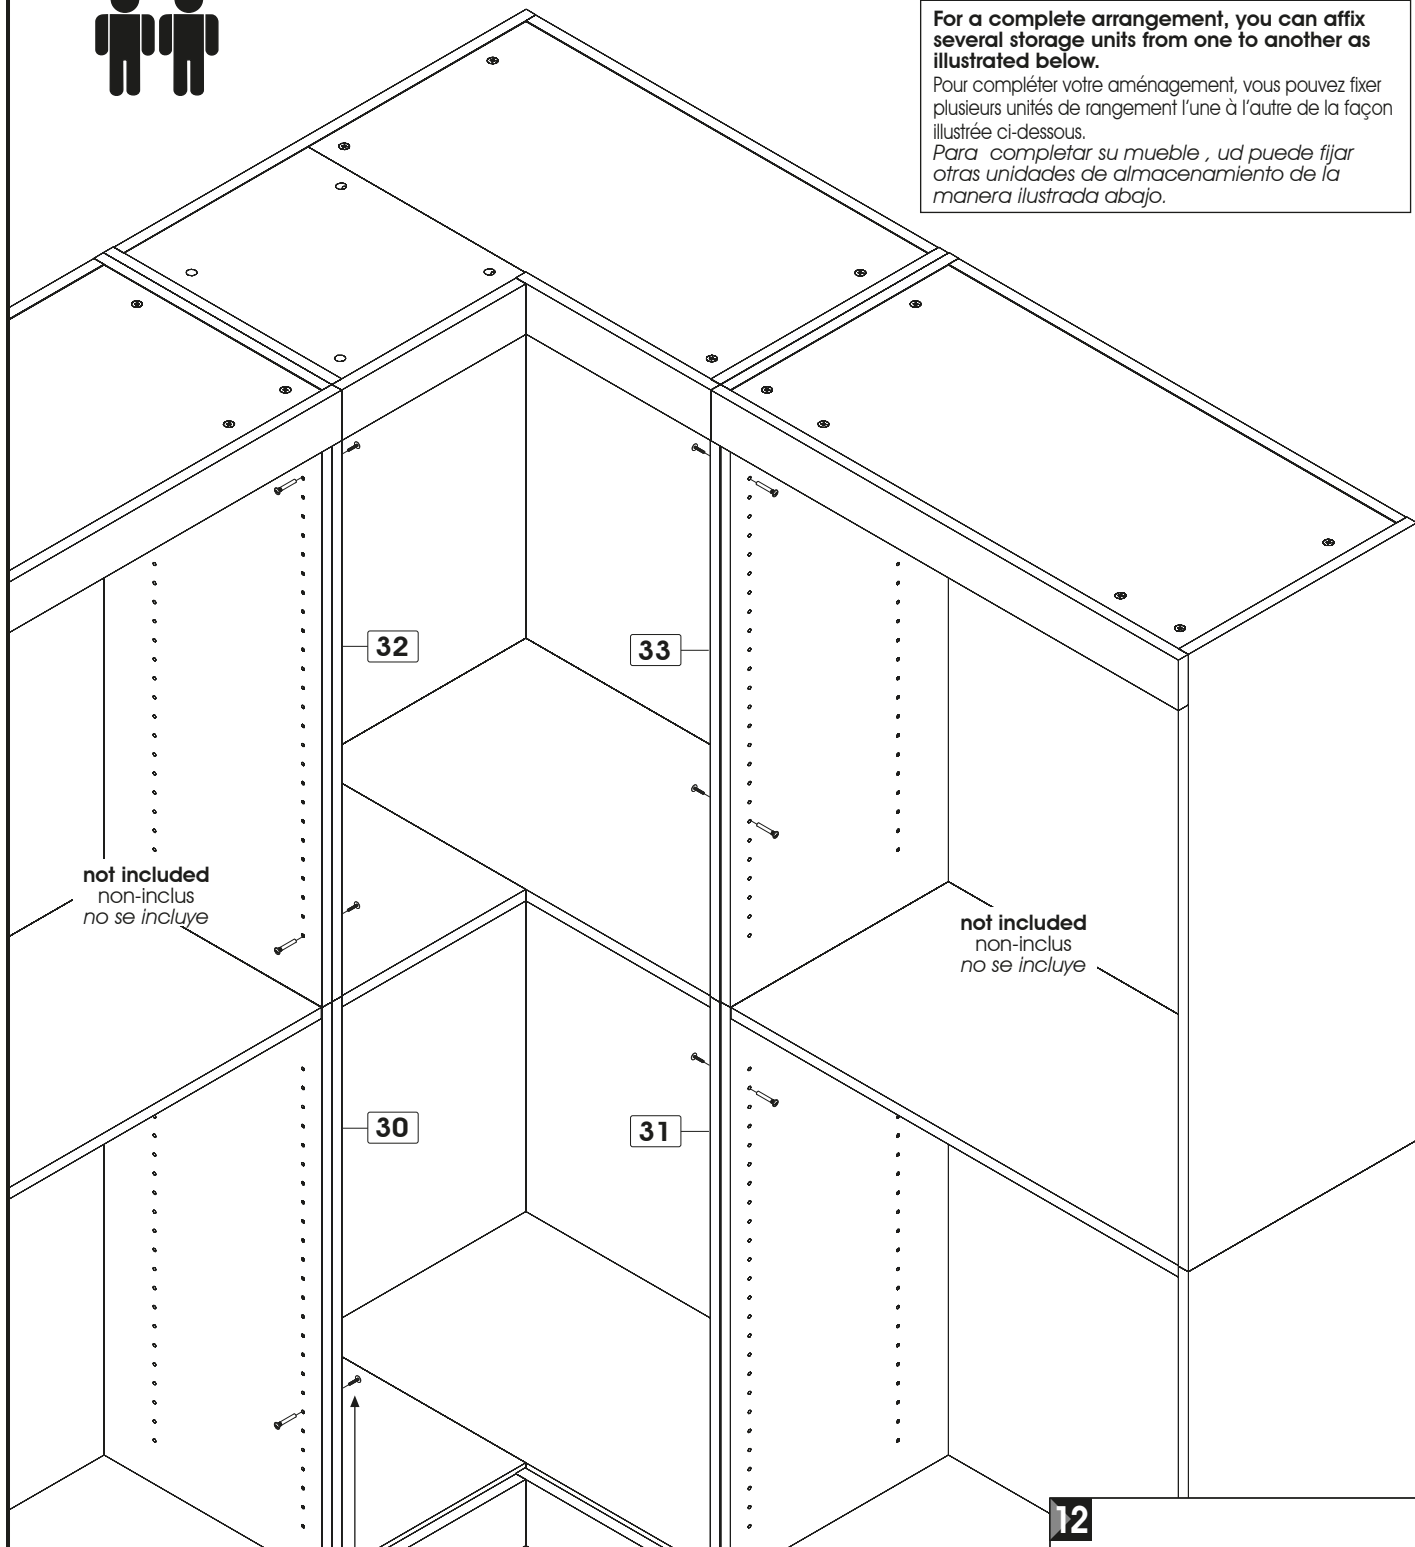 For a complete arrangement, you can affix
several storage units from one to another as
illustrated below.
Pour compléter votre aménagement, vous pouvez fixer
plusieurs unités de rangement l'une à l'autre de la façon
illustrée ci-dessous.
Para completar su mueble , ud puede fijar
otras unidades de almacenamiento de la
manera ilustrada abajo.
32
33
not included
non-inclus
no se incluye
not included
non-inclus
no se incluye
30
31
12